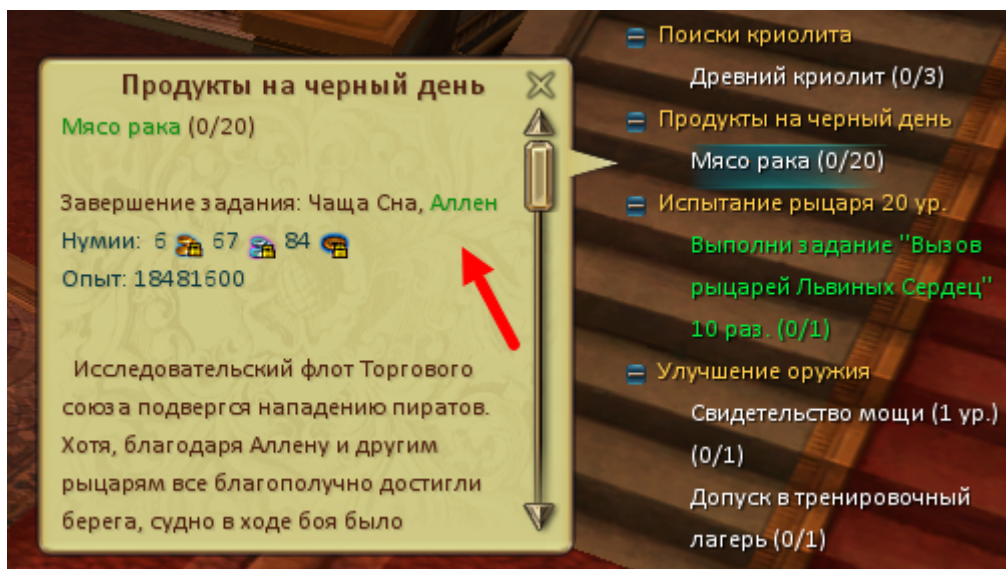 Продукты на черный день
Мясо рака (0/20)
Завершение задания: Чаща Сна, Аллен
Нумии: 6 67 84
Опыт: 18481600
Исследовательский флот Торгового
союза подвергся нападению пиратов.
Хотя, благодаря Аллену и другим
рыцарям все благополучно достигли
берега, судно в ходе боя было
Поиски криолита
Древний криолит (0/3)
Продукты на черный день
Мясо рака (0/20)
Испытание рыцаря 20 ур.
Выполни задание "Вызов
рыцарей Львиных Сердец"
10 раз. (0/1)
Улучшение оружия
Свидетельство мощи (1 ур.)
(0/1)
Допуск в тренировочный
лагерь (0/1)